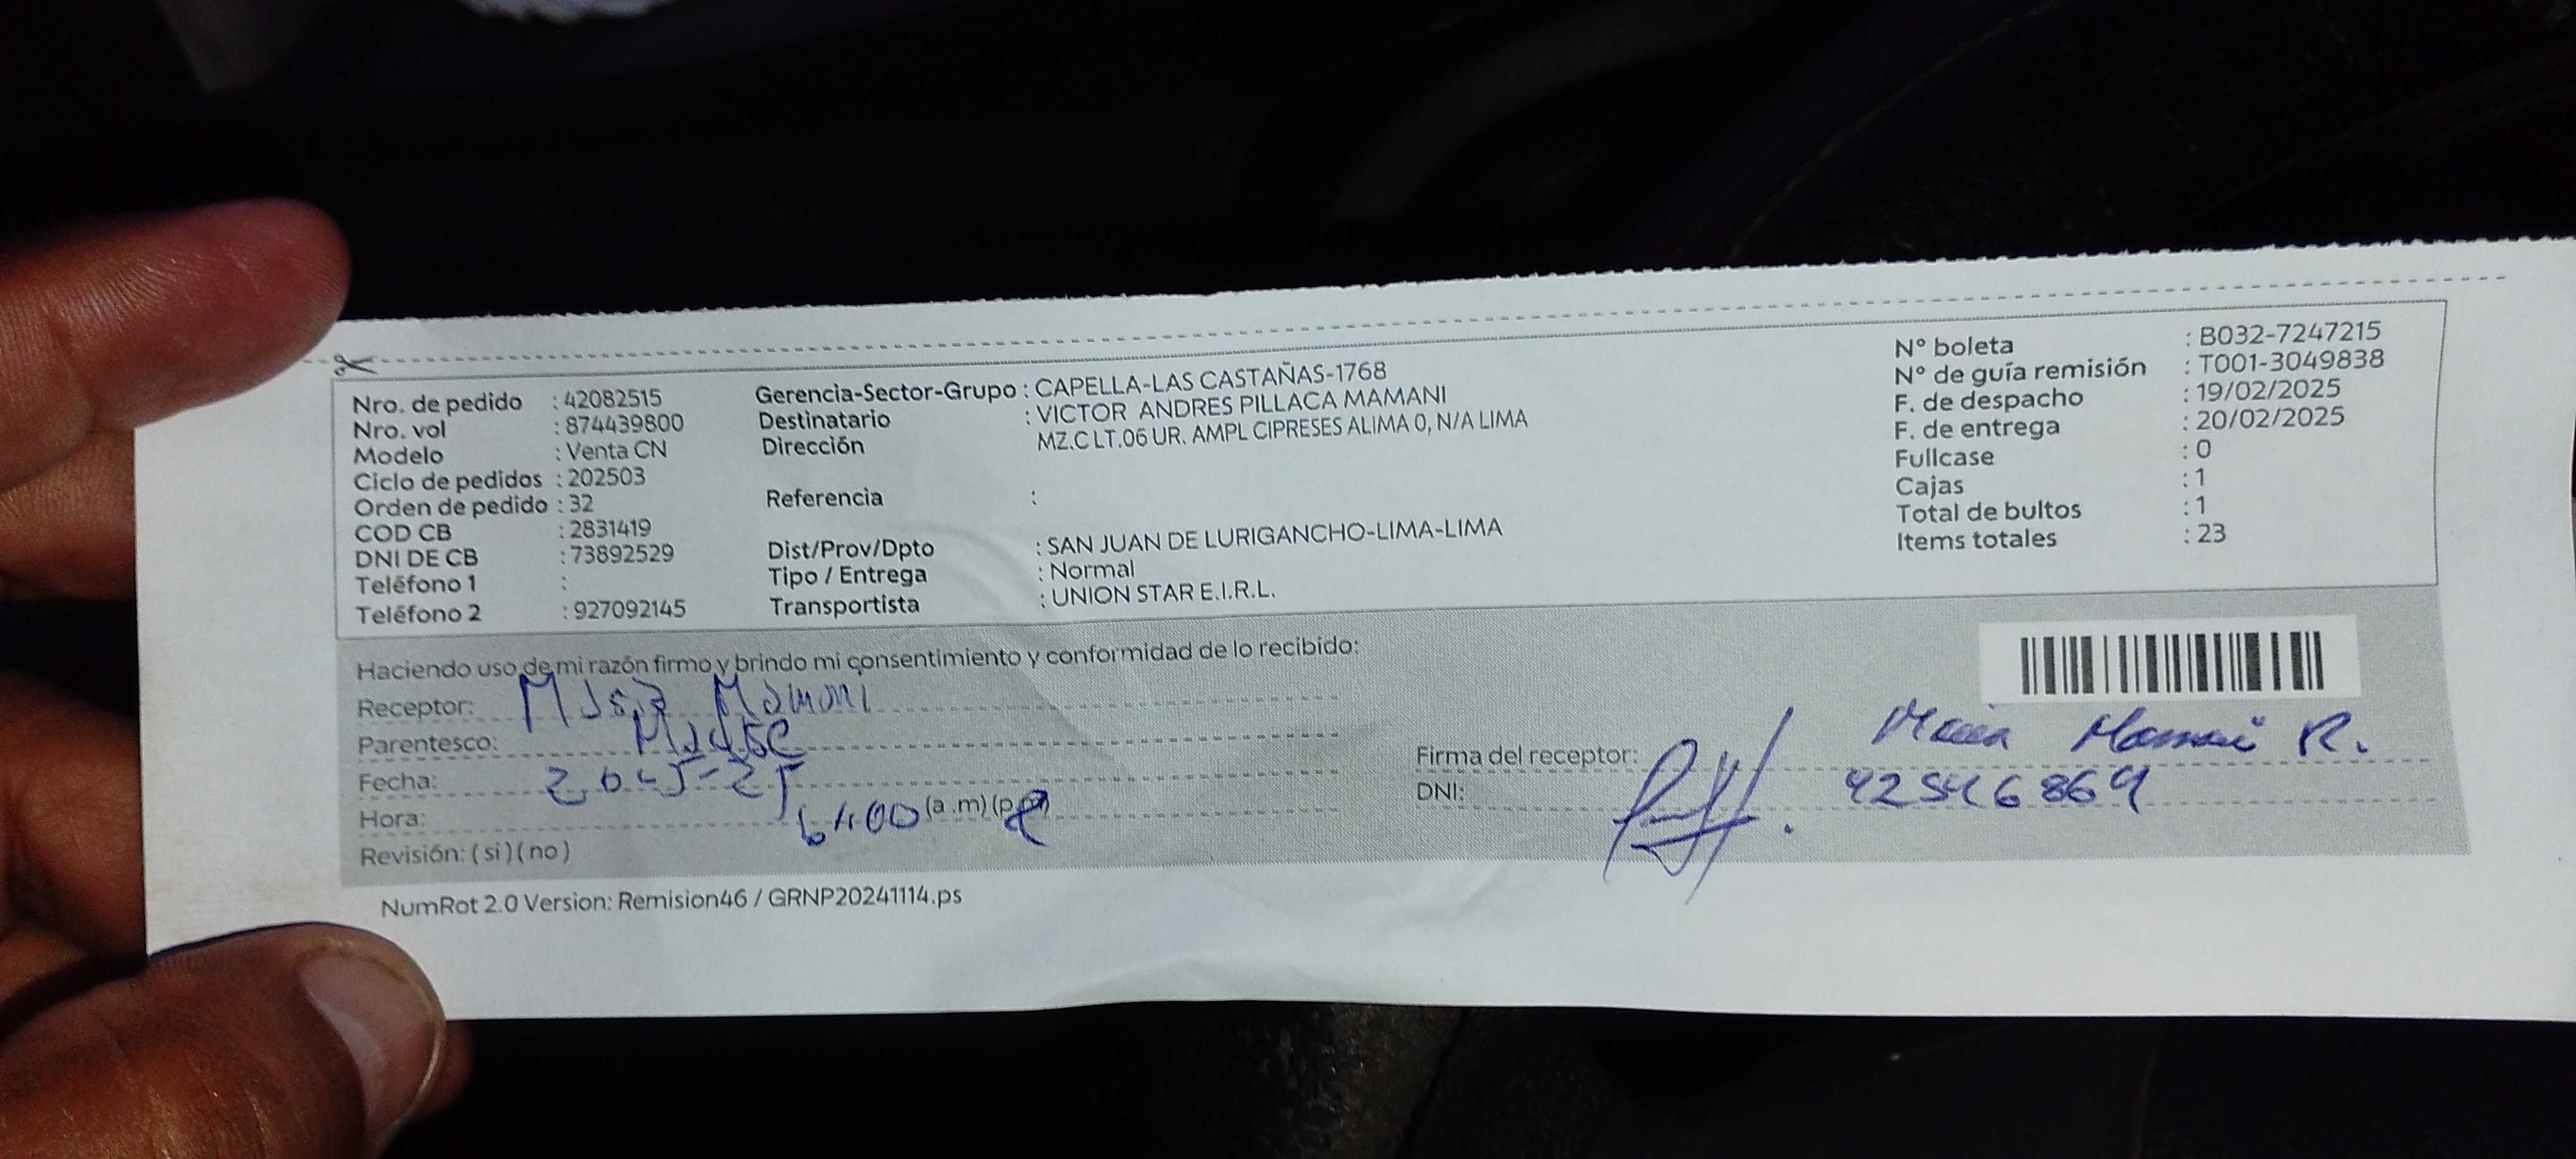 Nro. de pedido : 42082515
Nro. vol : 874439800
Modelo : Venta CN
Ciclo de pedidos : 202503
Orden de pedido : 32
COD CB : 2831419
DNI DE CB : 73892529
Teléfono 1 :
Teléfono 2 : 927092145
Gerencia-Sector-Grupo : CAPELLA-LAS CASTAÑAS-1768
Destinatario : VICTOR ANDRES PILLACA MAMANI
Dirección MZ.C LT.06 UR. AMPL CIPRESES ALIMA 0, N/A LIMA
Referencia :
Dist/Prov/Dpto : SAN JUAN DE LURIGANCHO-LIMA-LIMA
Tipo / Entrega : Normal
Transportista : UNION STAR E.I.R.L.
N° boleta : B032-7247215
N° de guía remisión : T001-3049838
F. de despacho : 19/02/2025
F. de entrega : 20/02/2025
Fullcase : 0
Cajas : 1
Total de bultos : 1
Items totales : 23
Haciendo uso de mi razón firmo y brindo mi consentimiento y conformidad de lo recibido:
Receptor: Mamani
Parentesco: Madre
Fecha:
Hora: (a.m) (p.m)
Revisión: ( si ) ( no )
Firma del receptor: Mamani R.
DNI: 42546869
NumRot 2.0 Version: Remision46 / GRNP20241114.ps